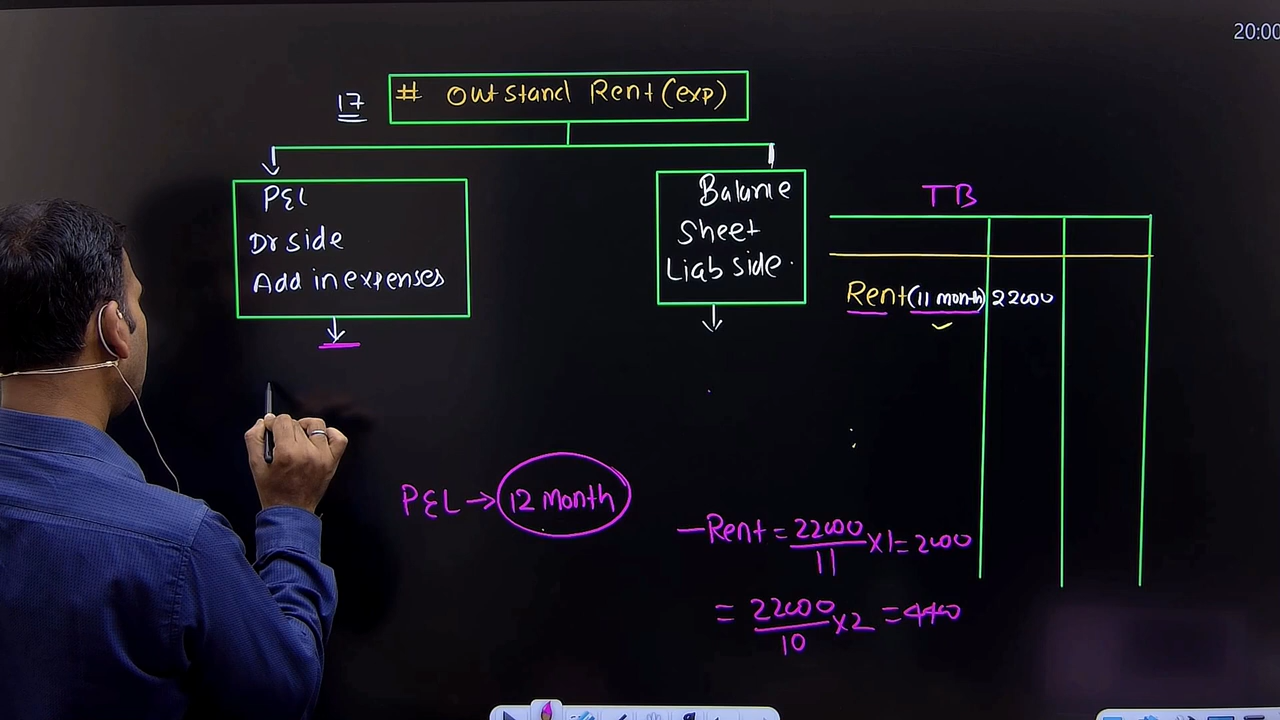 20:00
17
# Outstand Rent (exp)
P&L
Dr side
Add in expenses
Balance
Sheet
Liab side.
TB
Rent (11 month) 22000
P&L → 12 month
— Rent = 22000/11 × 1 = 2000
= 22000/10 × 2 = 4400